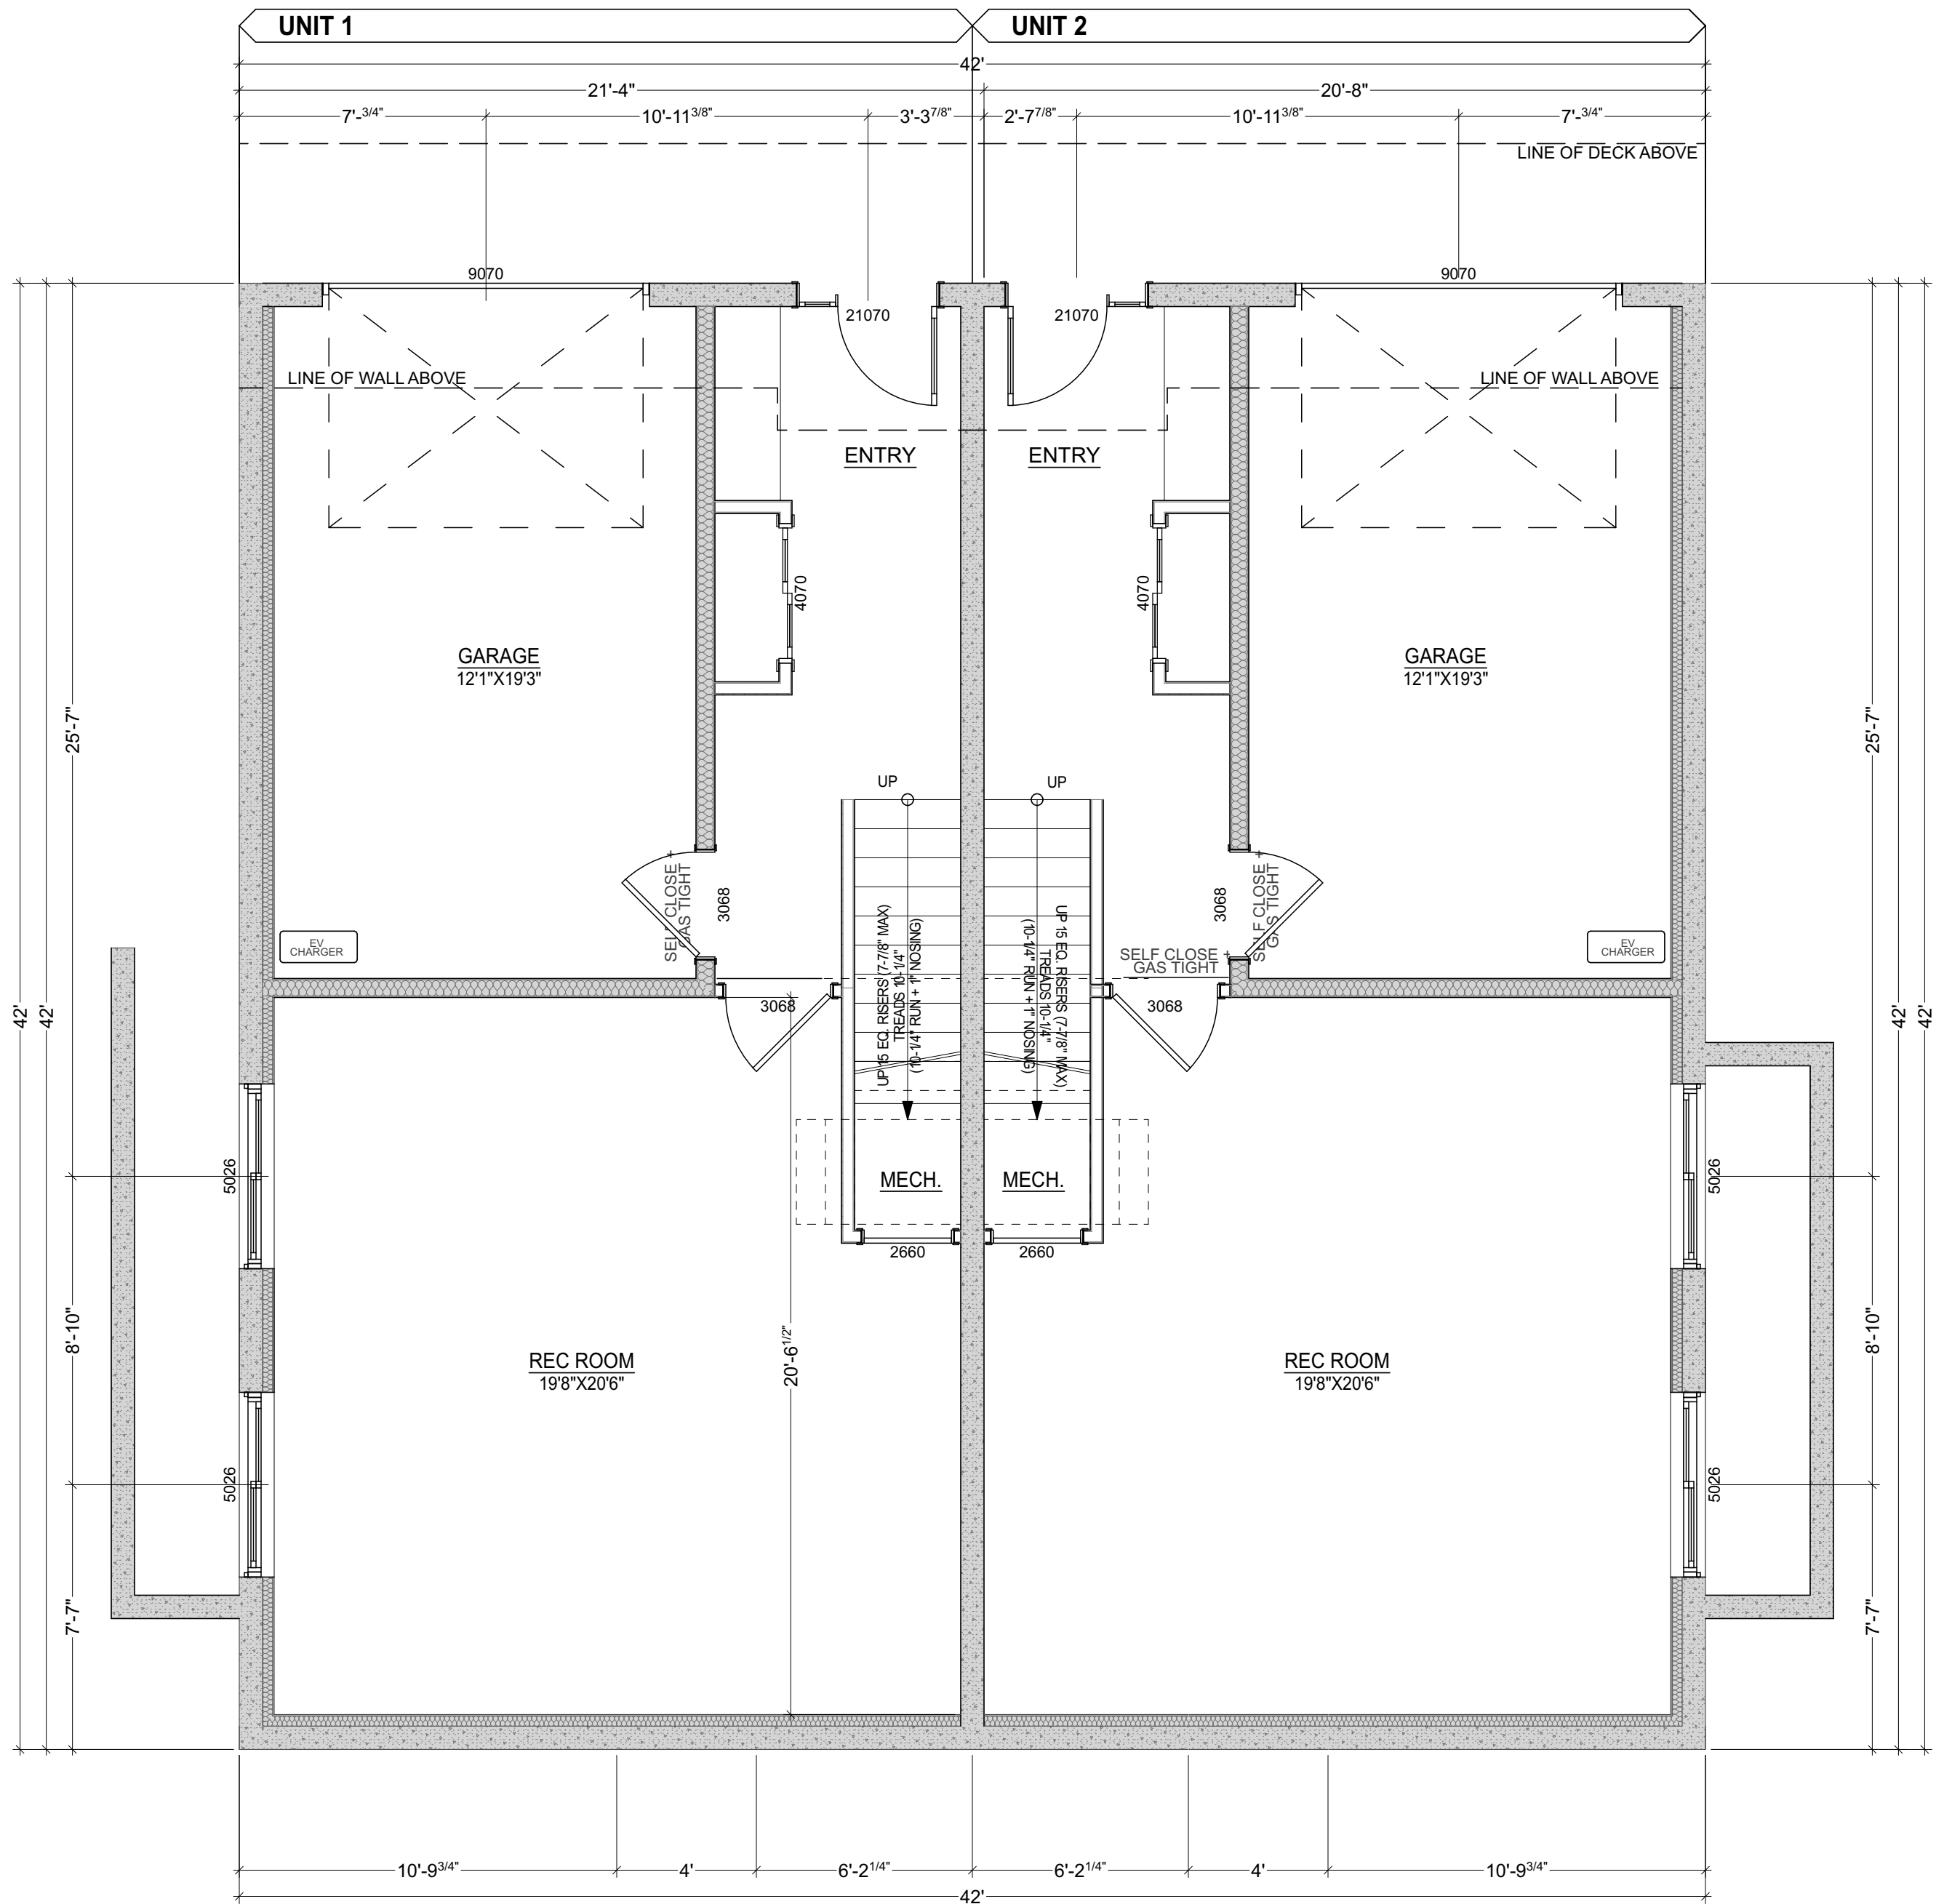 UNIT 1
UNIT 2
42'
21'-4"
20'-8"
7'-3/4"
10'-11 3/8"
3'-3 7/8"
2'-7 7/8"
10'-11 3/8"
7'-3/4"
LINE OF DECK ABOVE
9070
9070
21070
21070
LINE OF WALL ABOVE
LINE OF WALL ABOVE
ENTRY
ENTRY
4070
4070
GARAGE
12'1"X19'3"
GARAGE
12'1"X19'3"
25'-7"
25'-7"
UP
UP
SELF CLOSE +
GAS TIGHT
3068
3068
SELF CLOSE +
GAS TIGHT
EV
CHARGER
EV
CHARGER
UP 15 EQ. RISERS (7-7/8" MAX)
TREADS 10-1/4"
(10-1/4" RUN + 1" NOSING)
UP 15 EQ. RISERS (7-7/8" MAX)
TREADS 10-1/4"
(10-1/4" RUN + 1" NOSING)
SELF CLOSE +
GAS TIGHT
3068
3068
42'
42'
42'
42'
5026
5026
MECH.
MECH.
2660
2660
8'-10"
8'-10"
20'-6 1/2"
REC ROOM
19'8"X20'6"
REC ROOM
19'8"X20'6"
5026
5026
7'-7"
7'-7"
10'-9 3/4"
4'
6'-2 1/4"
6'-2 1/4"
4'
10'-9 3/4"
42'